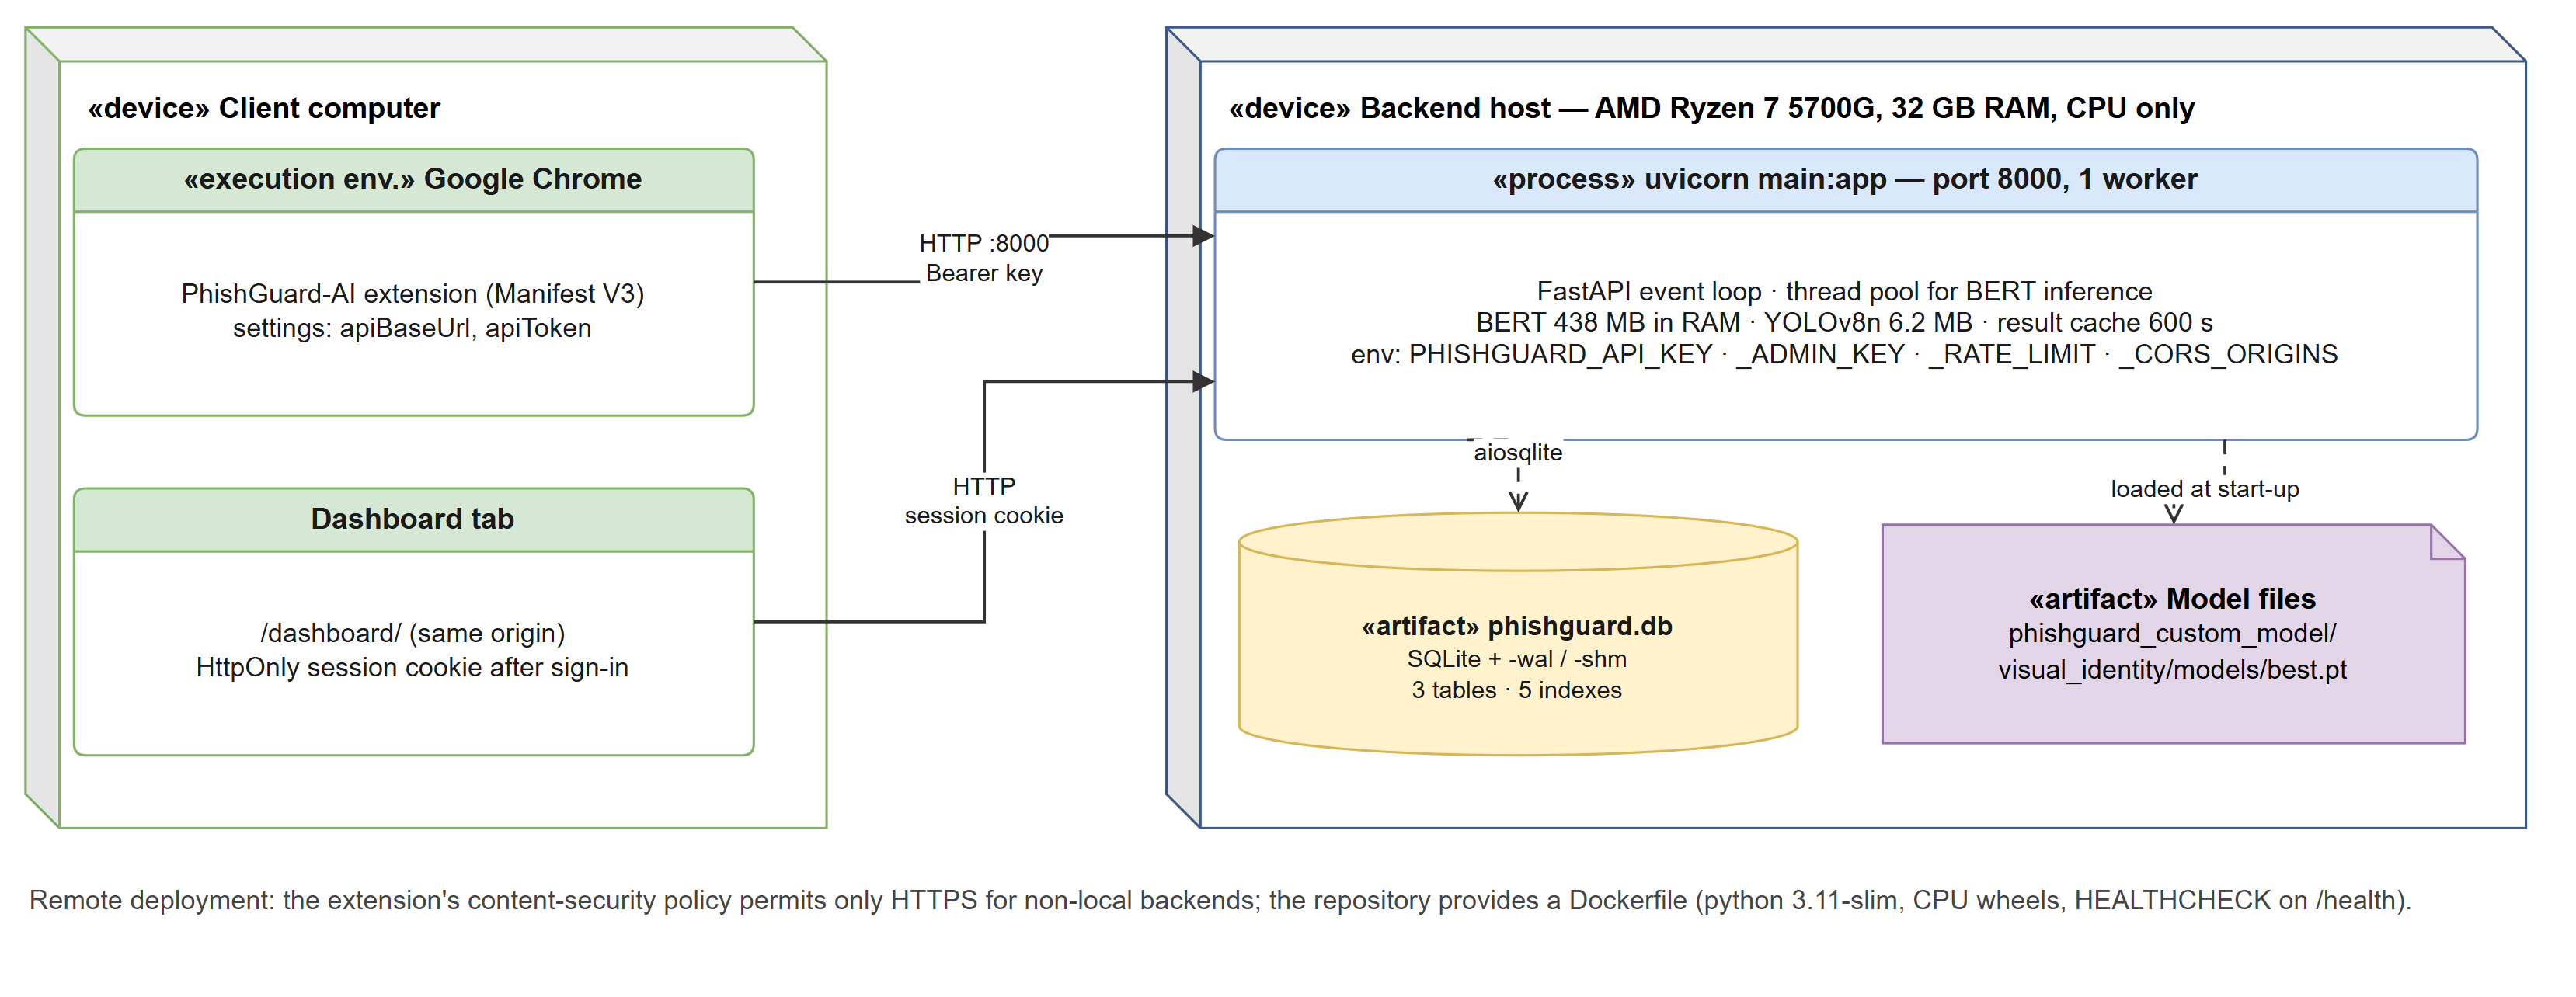 «device» Client computer
«execution env.» Google Chrome
PhishGuard-AI extension (Manifest V3)
settings: apiBaseUrl, apiToken
Dashboard tab
/dashboard/ (same origin)
HttpOnly session cookie after sign-in
HTTP :8000
Bearer key
HTTP
session cookie
«device» Backend host — AMD Ryzen 7 5700G, 32 GB RAM, CPU only
«process» uvicorn main:app — port 8000, 1 worker
FastAPI event loop · thread pool for BERT inference
BERT 438 MB in RAM · YOLOv8n 6.2 MB · result cache 600 s
env: PHISHGUARD_API_KEY · _ADMIN_KEY · _RATE_LIMIT · _CORS_ORIGINS
aiosqlite
loaded at start-up
«artifact» phishguard.db
SQLite + -wal / -shm
3 tables · 5 indexes
«artifact» Model files
phishguard_custom_model/
visual_identity/models/best.pt
Remote deployment: the extension's content-security policy permits only HTTPS for non-local backends; the repository provides a Dockerfile (python 3.11-slim, CPU wheels, HEALTHCHECK on /health).